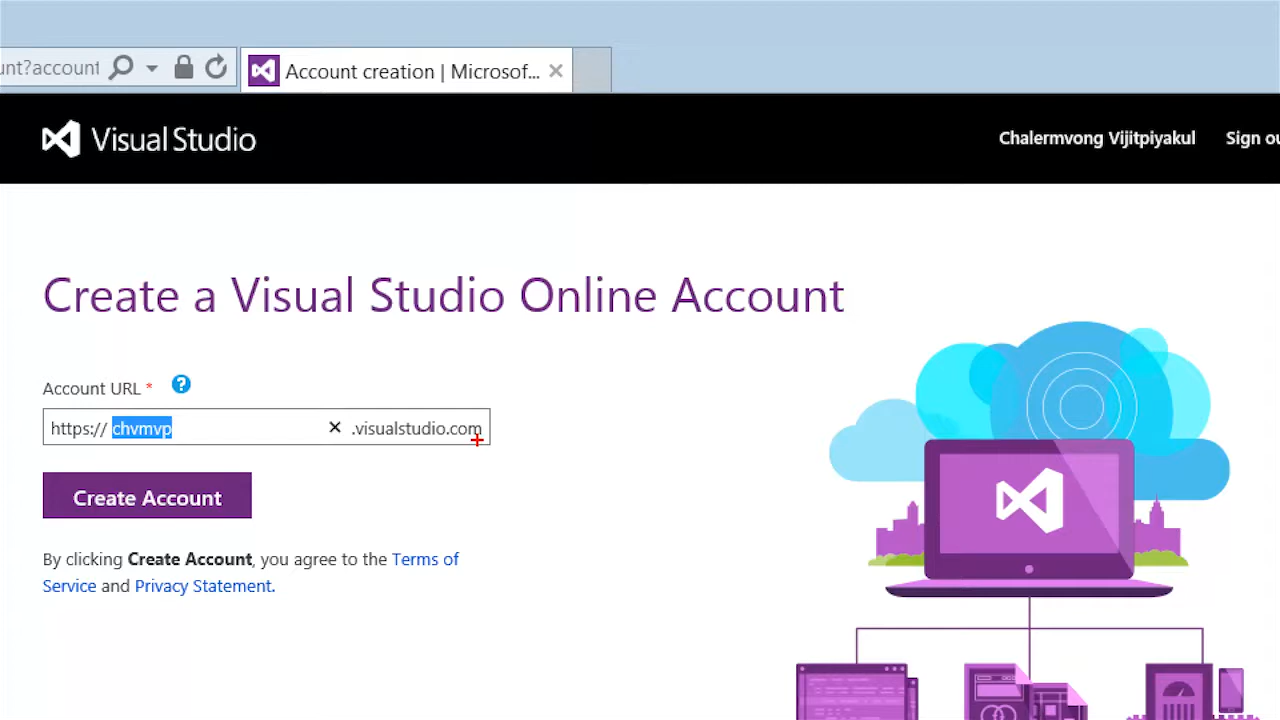 unt?account
Account creation | Microsof...
Visual Studio
Chalermvong Vijitpiyakul
Sign ou
Create a Visual Studio Online Account
Account URL *
https:// chvmvp
.visualstudio.com
Create Account
By clicking Create Account, you agree to the Terms of
Service and Privacy Statement.